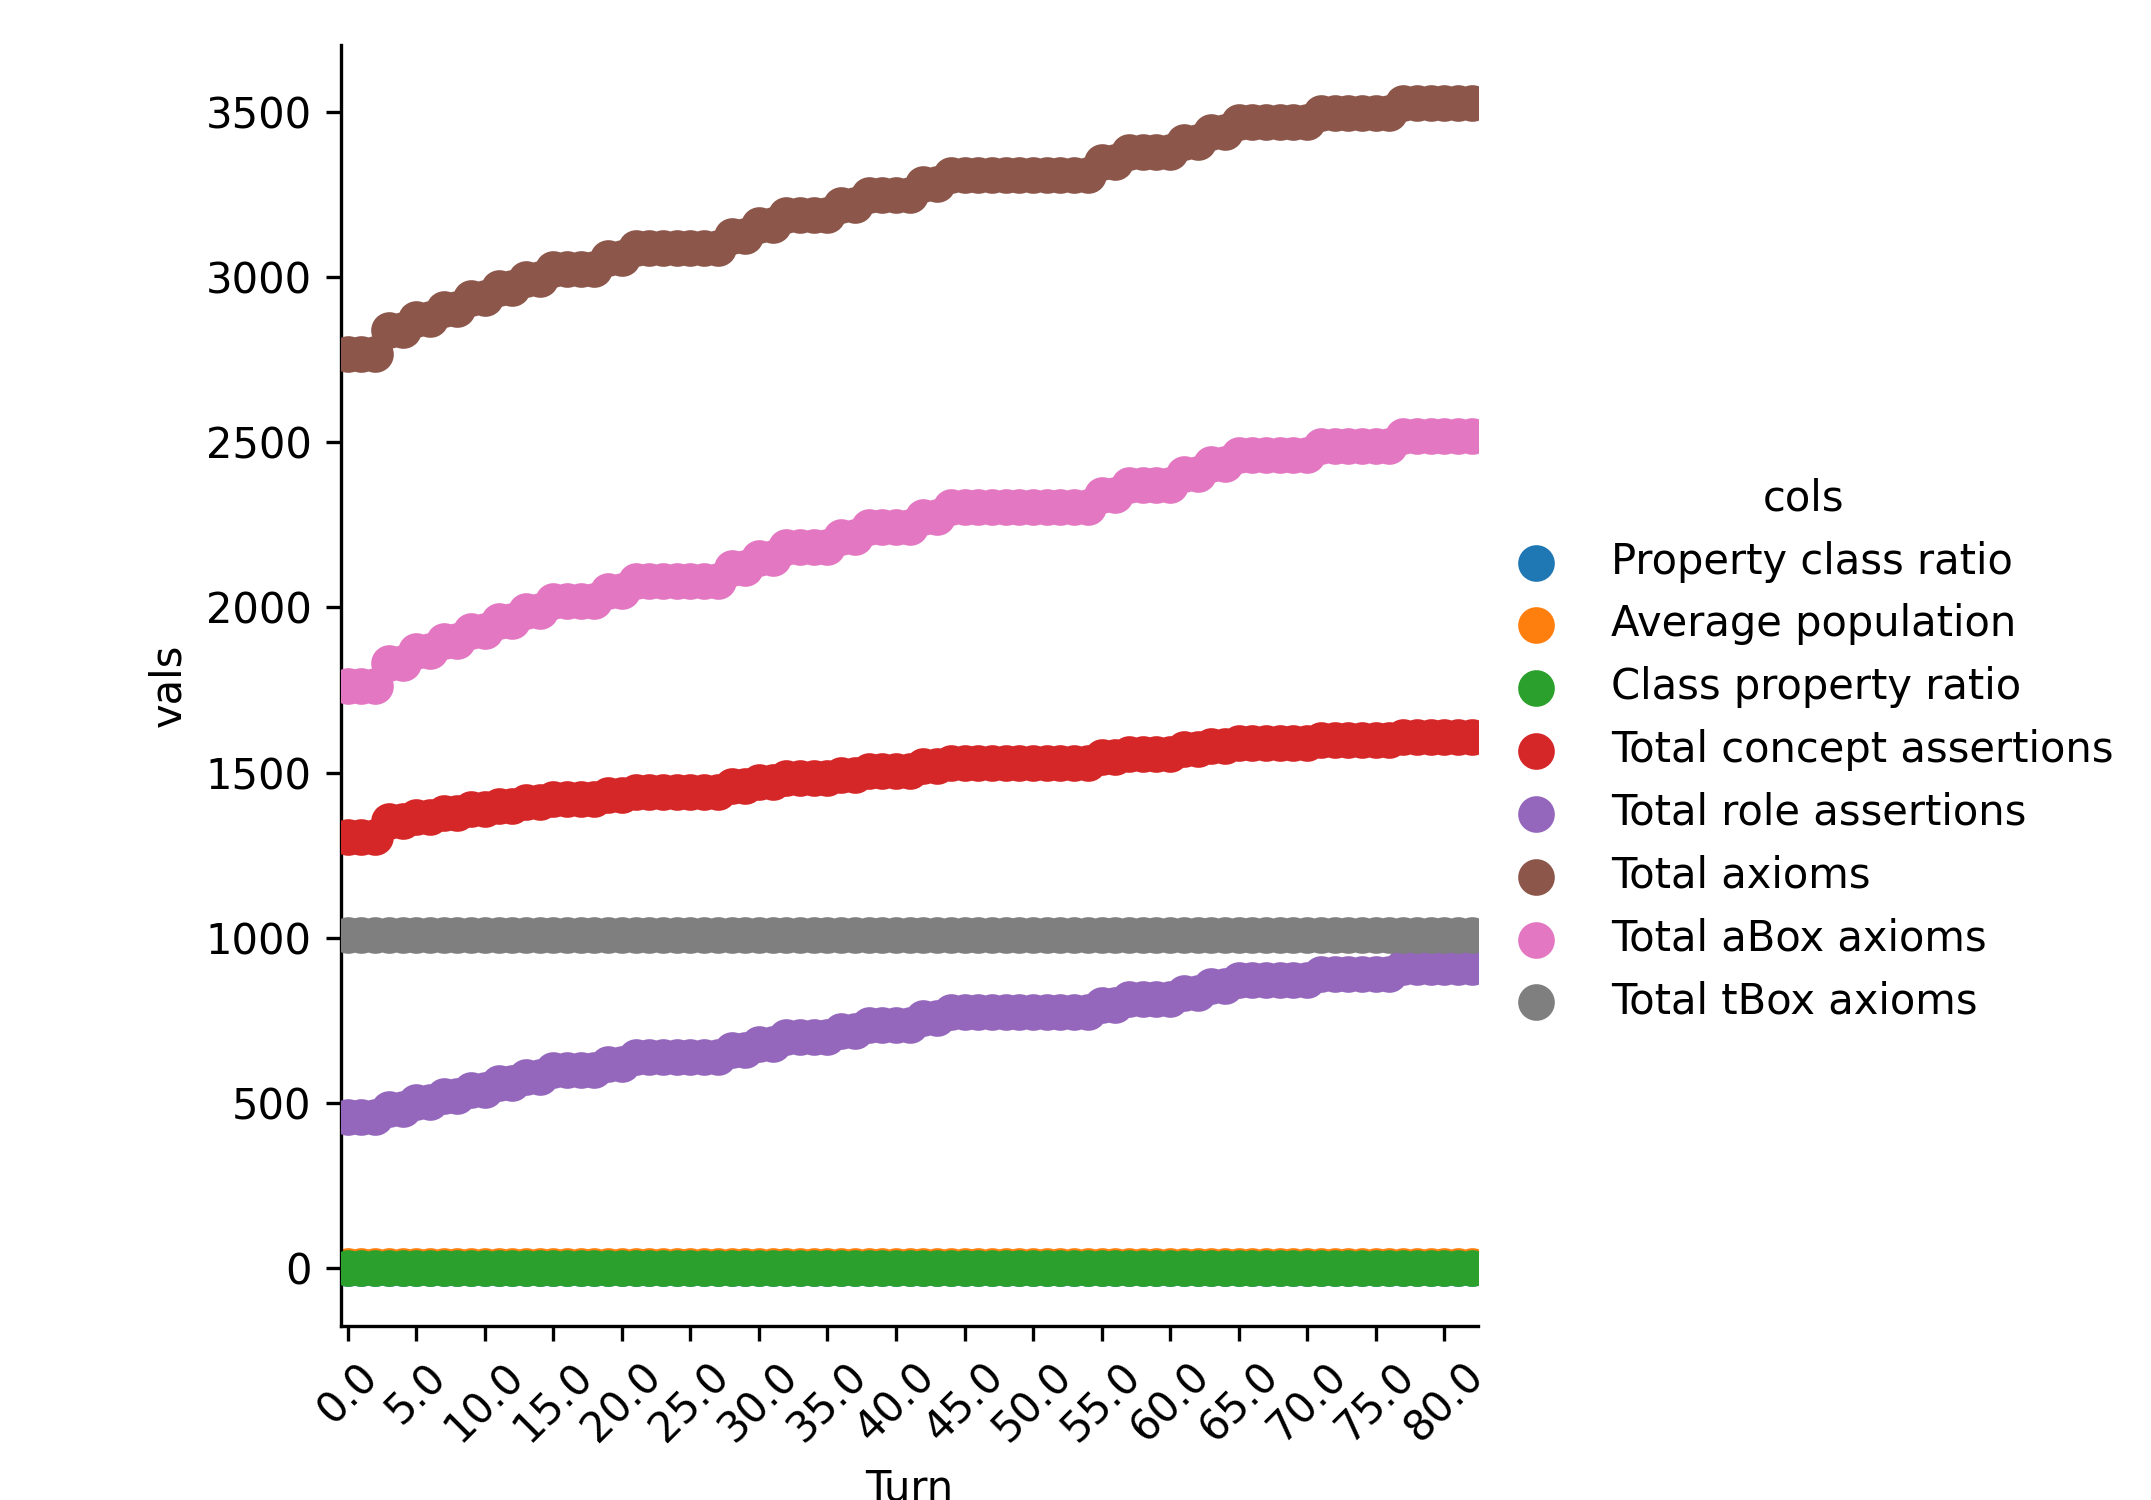 3500
3000
2500
2000
1500
1000
500
0
vals
0.0 5.0 10.0 15.0 20.0 25.0 30.0 35.0 40.0 45.0 50.0 55.0 60.0 65.0 70.0 75.0 80.0
Turn
cols
Property class ratio
Average population
Class property ratio
Total concept assertions
Total role assertions
Total axioms
Total aBox axioms
Total tBox axioms